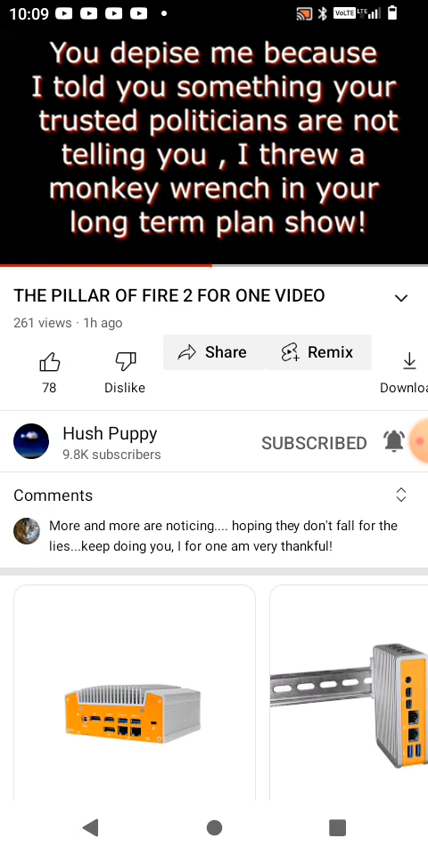 10:09
VoLTE LTE
You depise me because
I told you something your
trusted politicians are not
telling you , I threw a
monkey wrench in your
long term plan show!
THE PILLAR OF FIRE 2 FOR ONE VIDEO
261 views · 1h ago
Share Remix
78 Dislike Downloa
Hush Puppy
9.8K subscribers
SUBSCRIBED
Comments
More and more are noticing.... hoping they don't fall for the
lies...keep doing you, I for one am very thankful!